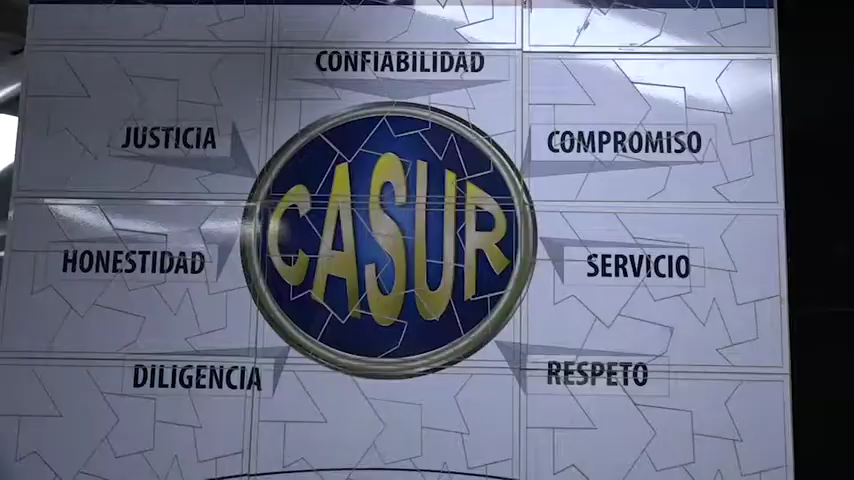 CONFIABILIDAD
JUSTICIA
COMPROMISO
CASUR
HONESTIDAD
SERVICIO
DILIGENCIA
RESPETO